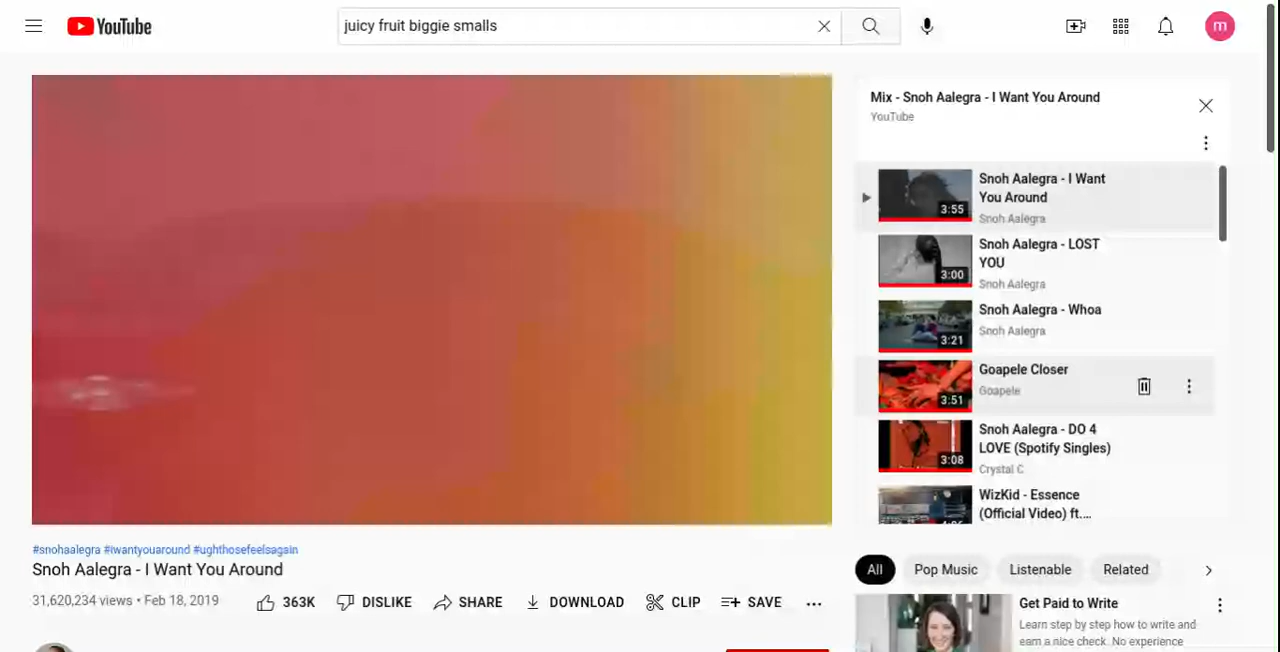 YouTube
juicy fruit biggie smalls
m
Mix - Snoh Aalegra - I Want You Around
YouTube
Snoh Aalegra - I Want
You Around
Snoh Aalegra
3:55
Snoh Aalegra - LOST
YOU
Snoh Aalegra
3:00
Snoh Aalegra - Whoa
Snoh Aalegra
3:21
Goapele Closer
Goapele
3:51
Snoh Aalegra - DO 4
LOVE (Spotify Singles)
Crystal C
3:08
WizKid - Essence
(Official Video) ft....
#snohaalegra #iwantyouaround #ughthosefeelsagain
Snoh Aalegra - I Want You Around
31,620,234 views • Feb 18, 2019
363K
DISLIKE
SHARE
DOWNLOAD
CLIP
SAVE
All
Pop Music
Listenable
Related
Get Paid to Write
Learn step by step how to write and
earn a nice check. No experience